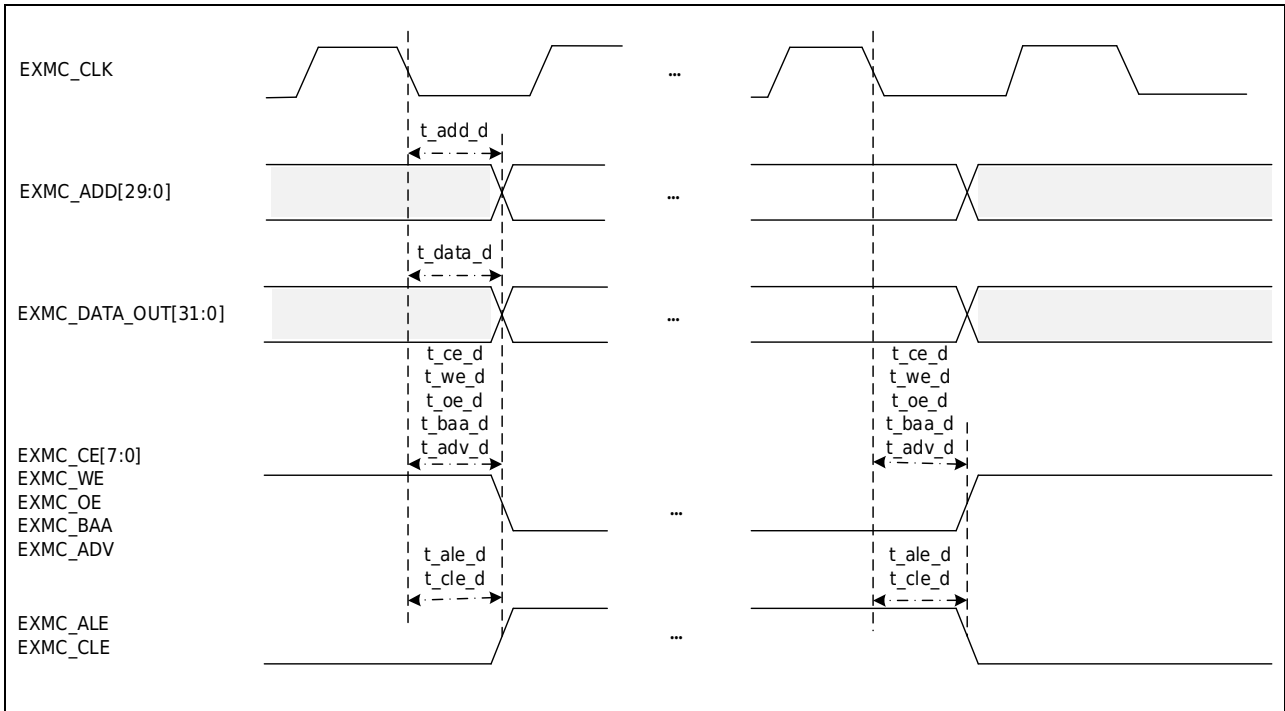 EXMC_CLK
...
t_add_d
EXMC_ADD[29:0]
...
t_data_d
EXMC_DATA_OUT[31:0]
...
t_ce_d
t_we_d
t_oe_d
t_baa_d
t_adv_d
t_ce_d
t_we_d
t_oe_d
t_baa_d
t_adv_d
EXMC_CE[7:0]
EXMC_WE
EXMC_OE
EXMC_BAA
EXMC_ADV
...
t_ale_d
t_cle_d
t_ale_d
t_cle_d
EXMC_ALE
EXMC_CLE
...